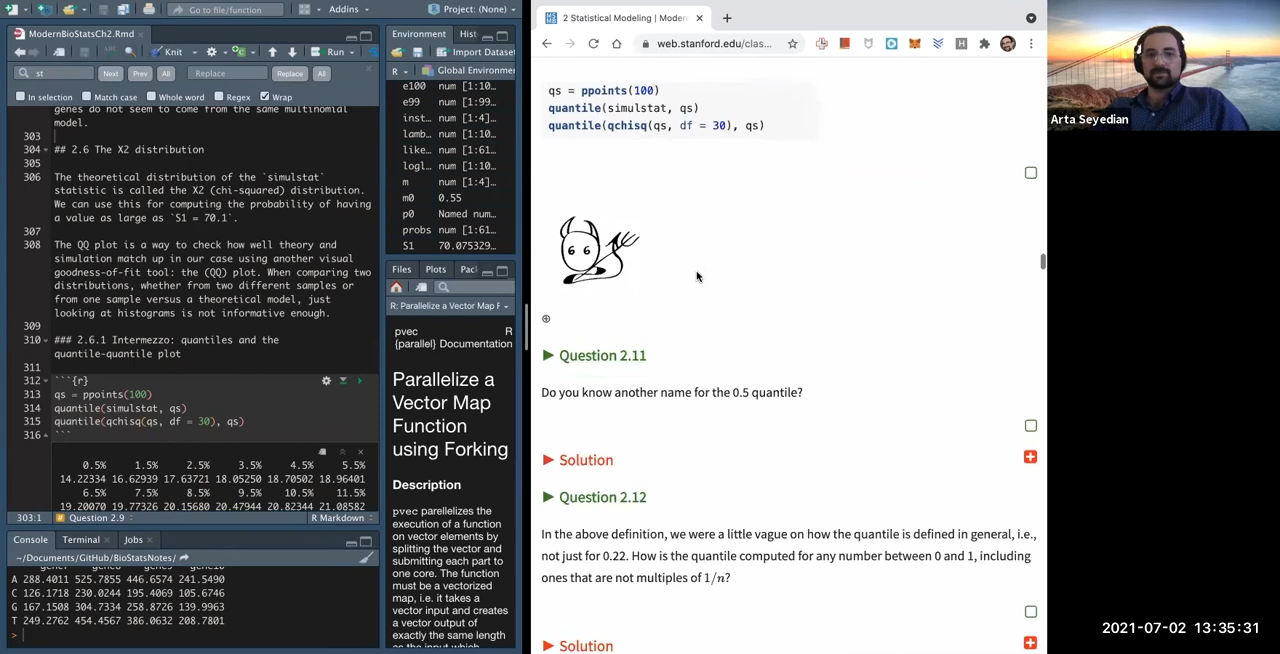 Go to file/function
Addins
Project: (None)
ModernBioStatsCh2.Rmd
ABC
Knit
Run
st
Next
Prev
All
Replace
Replace
All
In selection
Match case
Whole word
Regex
Wrap
genes do not seem to come from the same multinomial
model.
303
304 ## 2.6 The X2 distribution
305
306 The theoretical distribution of the `simulstat`
statistic is called the X2 (chi-squared) distribution.
We can use this for computing the probability of having
a value as large as `S1 = 70.1`.
307
308 The QQ plot is a way to check how well theory and
simulation match up in our case using another visual
goodness-of-fit tool: the (QQ) plot. When comparing two
distributions, whether from two different samples or
from one sample versus a theoretical model, just
looking at histograms is not informative enough.
309
310 ### 2.6.1 Intermezzo: quantiles and the
quantile-quantile plot
311
312 ```{r}
313 qs = ppoints(100)
314 quantile(simulstat, qs)
315 quantile(qchisq(qs, df = 30), qs)
316 ```
0.5% 1.5% 2.5% 3.5% 4.5% 5.5%
14.22334 16.62939 17.63721 18.05250 18.70502 18.96401
6.5% 7.5% 8.5% 9.5% 10.5% 11.5%
19.20070 19.77326 20.15680 20.47944 20.82344 21.08582
303:1 Question 2.9 R Markdown
Console Terminal Jobs
~/Documents/GitHub/BioStatsNotes/
A 288.4011 525.7855 446.6574 241.5490
C 126.1718 230.0244 195.4069 105.6746
G 167.1508 304.7334 258.8726 139.9963
T 249.2762 454.4567 386.0632 208.7801
>
Environment Hist
Import Dataset
R Global Environme
e100 num [1:10…
e99 num [1:99…
inst… num [1:4]…
lamb… num [1:10…
like… num [1:61…
logl… num [1:10…
m num [1:4]…
m0 0.55
p0 Named num…
probs num [1:61…
S1 70.075329…
Files Plots Pac
R: Parallelize a Vector Map F
pvec R
{parallel} Documentation
Parallelize a
Vector Map
Function
using Forking
Description
pvec parellelizes the
execution of a function
on vector elements by
splitting the vector and
submitting each part to
one core. The function
must be a vectorized
map, i.e. it takes a
vector input and creates
a vector output of
exactly the same length
as the input which
2 Statistical Modeling | Moder
web.stanford.edu/clas...
qs = ppoints(100)
quantile(simulstat, qs)
quantile(qchisq(qs, df = 30), qs)
Question 2.11
Do you know another name for the 0.5 quantile?
Solution
Question 2.12
In the above definition, we were a little vague on how the quantile is defined in general, i.e.,
not just for 0.22. How is the quantile computed for any number between 0 and 1, including
ones that are not multiples of 1/n?
Solution
Arta Seyedian
2021-07-02 13:35:31